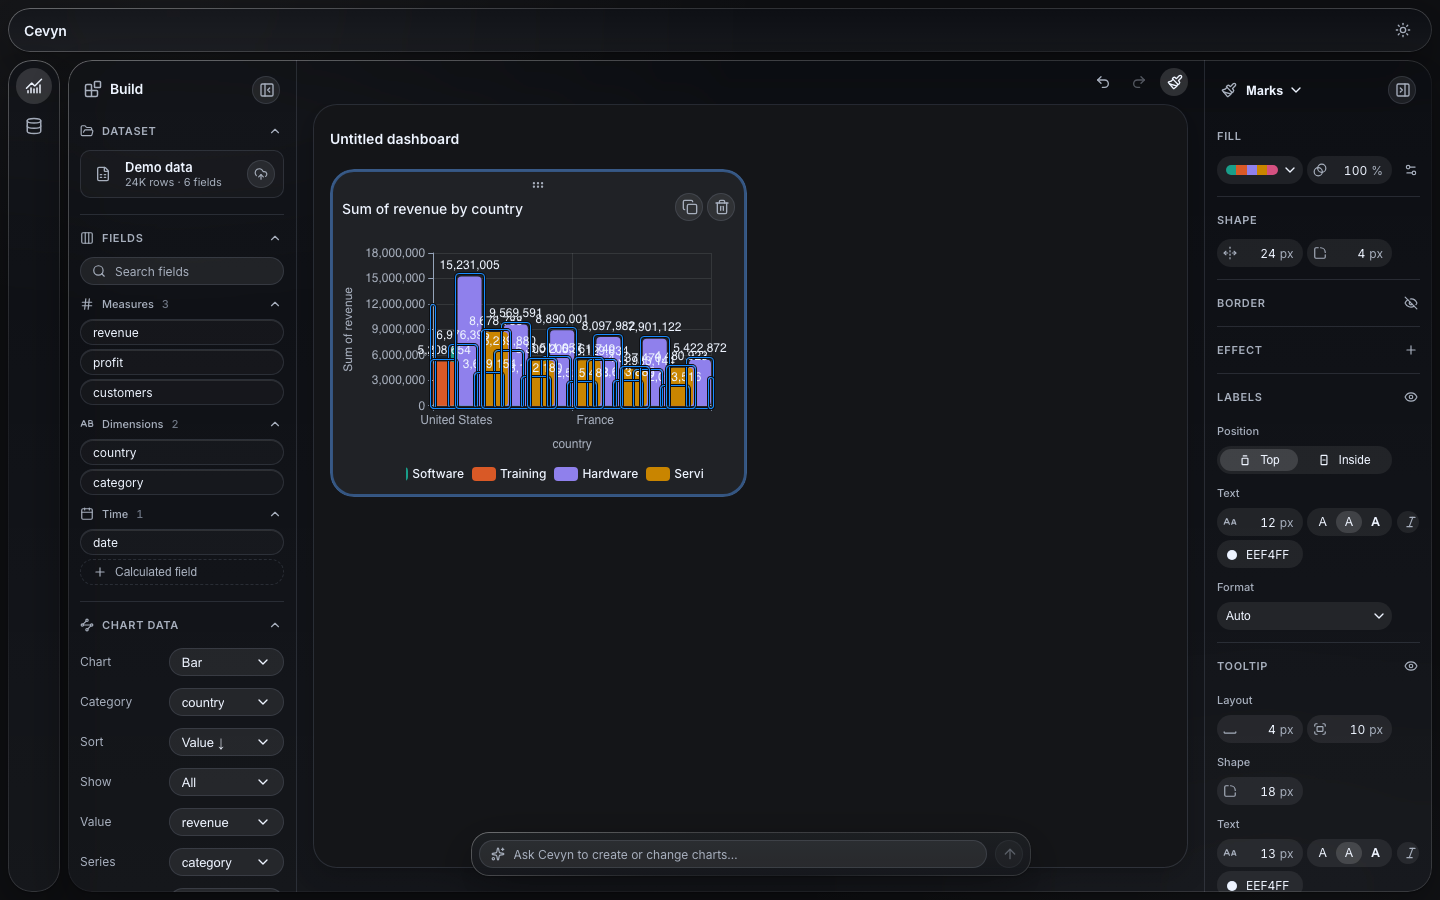 Cevyn
Build
DATASET
Demo data
24K rows · 6 fields
FIELDS
Search fields
Measures 3
revenue
profit
customers
AB Dimensions 2
country
category
Time 1
date
Calculated field
CHART DATA
Chart Bar
Category country
Sort Value ↓
Show All
Value revenue
Series category
Untitled dashboard
Sum of revenue by country
18,000,000
15,000,000
12,000,000
9,000,000
6,000,000
3,000,000
0
Sum of revenue
15,231,005
9,569,591
8,890,001
8,097,982
7,901,122
5,422,872
United States France
country
Software Training Hardware Servi
Ask Cevyn to create or change charts...
Marks
FILL
100 %
SHAPE
24 px 4 px
BORDER
EFFECT
LABELS
Position
Top Inside
Text
AA 12 px A A A I
EEF4FF
Format
Auto
TOOLTIP
Layout
4 px 10 px
Shape
18 px
Text
AA 13 px A A A I
EEF4FF